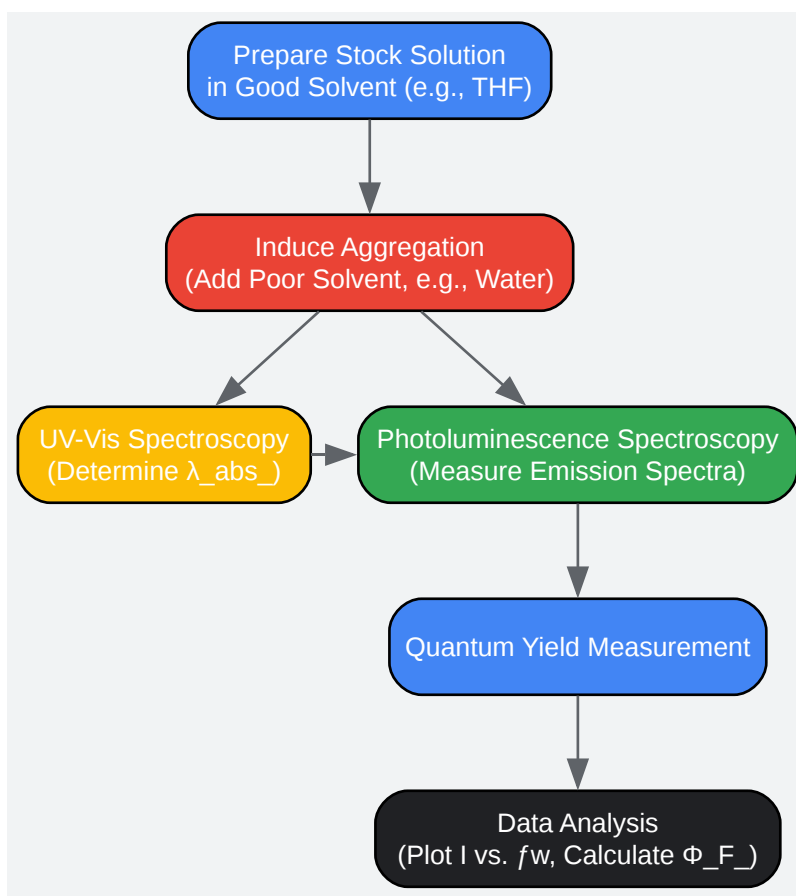 Prepare Stock Solution
in Good Solvent (e.g., THF)
Induce Aggregation
(Add Poor Solvent, e.g., Water)
UV-Vis Spectroscopy
(Determine λ_abs_)
Photoluminescence Spectroscopy
(Measure Emission Spectra)
Quantum Yield Measurement
Data Analysis
(Plot I vs. ƒw, Calculate Φ_F_)